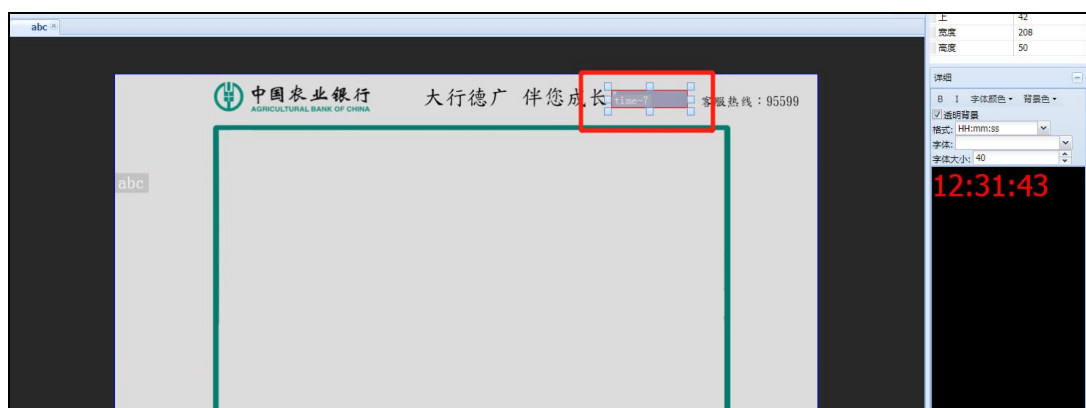 abc
上 42
宽度 208
高度 50
详细
中国农业银行
AGRICULTURAL BANK OF CHINA
大行德广 伴您成长
time-7
客服热线：95599
abc
B I 字体颜色 背景色
透明背景
格式: HH:mm:ss
字体:
字体大小: 40
12:31:43